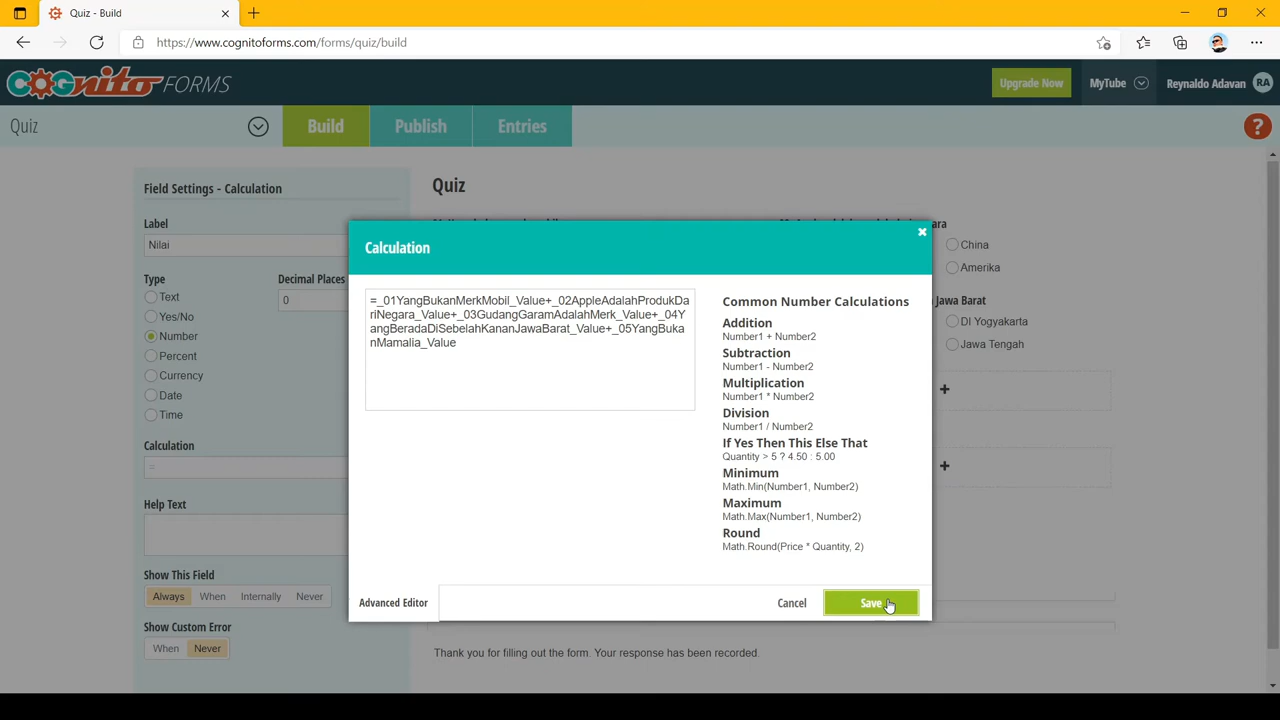 Quiz - Build
https://www.cognitoforms.com/forms/quiz/build
COGNITO FORMS
Upgrade Now
MyTube
Reynaldo Adavan
RA
Quiz
Build
Publish
Entries
?
Field Settings - Calculation
Label
Nilai
Type
Decimal Places
Text
0
Yes/No
Number
Percent
Currency
Date
Time
Calculation
=
Help Text
Show This Field
Always
When
Internally
Never
Show Custom Error
When
Never
Quiz
ara
China
Amerika
Jawa Barat
DI Yogyakarta
Jawa Tengah
Calculation
=_01YangBukanMerkMobil_Value+_02AppleAdalahProdukDa
riNegara_Value+_03GudangGaramAdalahMerk_Value+_04Y
angBeradaDiSebelahKananJawaBarat_Value+_05YangBuka
nMamalia_Value
Common Number Calculations
Addition
Number1 + Number2
Subtraction
Number1 - Number2
Multiplication
Number1 * Number2
Division
Number1 / Number2
If Yes Then This Else That
Quantity > 5 ? 4.50 : 5.00
Minimum
Math.Min(Number1, Number2)
Maximum
Math.Max(Number1, Number2)
Round
Math.Round(Price * Quantity, 2)
Advanced Editor
Cancel
Save
Thank you for filling out the form. Your response has been recorded.